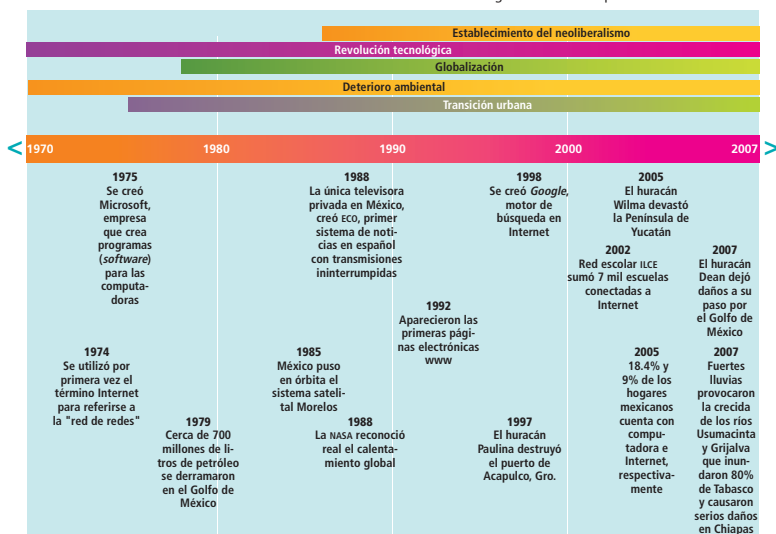 Establecimiento del neoliberalismo
Revolución tecnológica
Globalización
Deterioro ambiental
Transición urbana
< 1970 1980 1990 2000 2007 >
1975
Se creó
Microsoft,
empresa
que crea
programas
(software)
para las
computa-
doras
1988
La única televisora
privada en México,
creó ECO, primer
sistema de noti-
cias en español
con transmisiones
ininterrumpidas
1998
Se creó Google,
motor de
búsqueda en
Internet
2005
El huracán
Wilma devastó
la Península de
Yucatán
2002
Red escolar ILCE
sumó 7 mil escuelas
conectadas a
Internet
2007
El huracán
Dean dejó
daños a su
paso por
el Golfo de
México
1992
Aparecieron las
primeras pági-
nas electrónicas
www
1974
Se utilizó por
primera vez el
término Internet
para referirse a
la "red de redes"
1985
México puso
en órbita el
sistema sateli-
tal Morelos
2005
18.4% y
9% de los
hogares
mexicanos
cuenta con
compu-
tadora e
Internet,
respectiva-
mente
2007
Fuertes
lluvias
provocaron
la crecida
de los ríos
Usumacinta
y Grijalva
que inun-
daron 80%
de Tabasco
y causaron
serios daños
en Chiapas
1979
Cerca de 700
millones de li-
tros de petróleo
se derramaron
en el Golfo de
México
1988
La NASA reconoció
real el calenta-
miento global
1997
El huracán
Paulina destruyó
el puerto de
Acapulco, Gro.